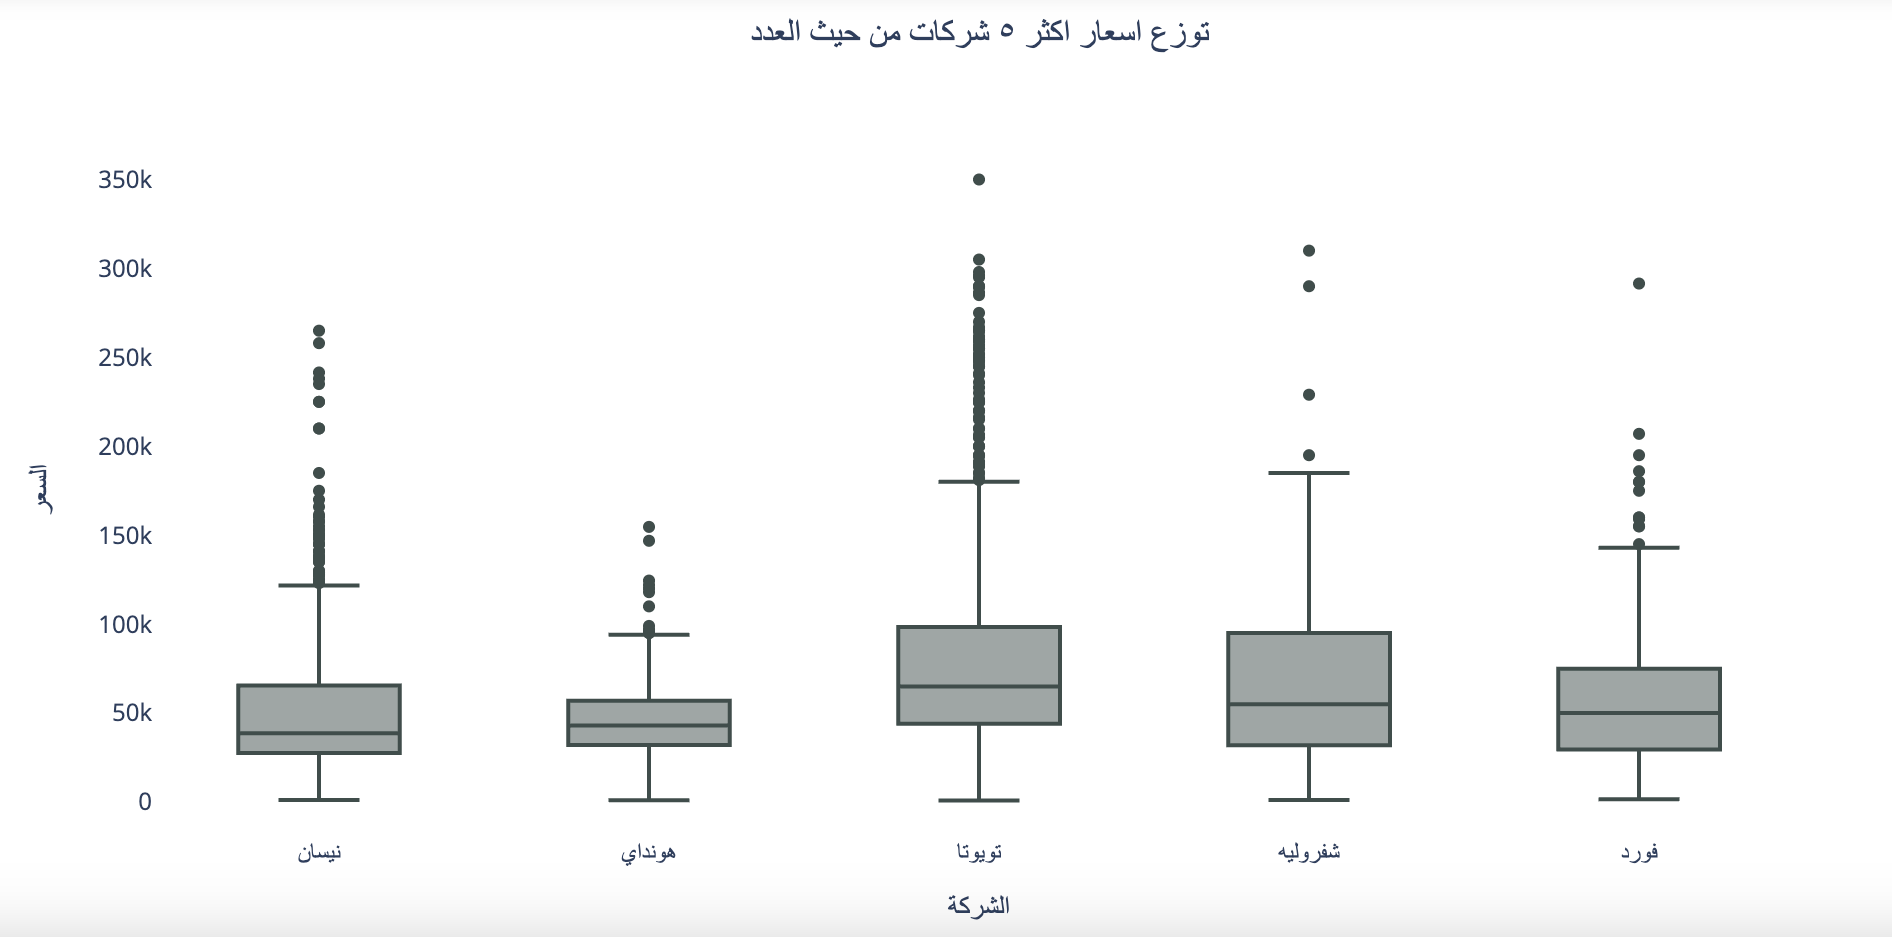 توزع اسعار اكثر ٥ شركات من حيث العدد
350k
300k
250k
200k
150k
100k
50k
0
السعر
نيسان
هونداي
تويوتا
شفروليه
فورد
الشركة